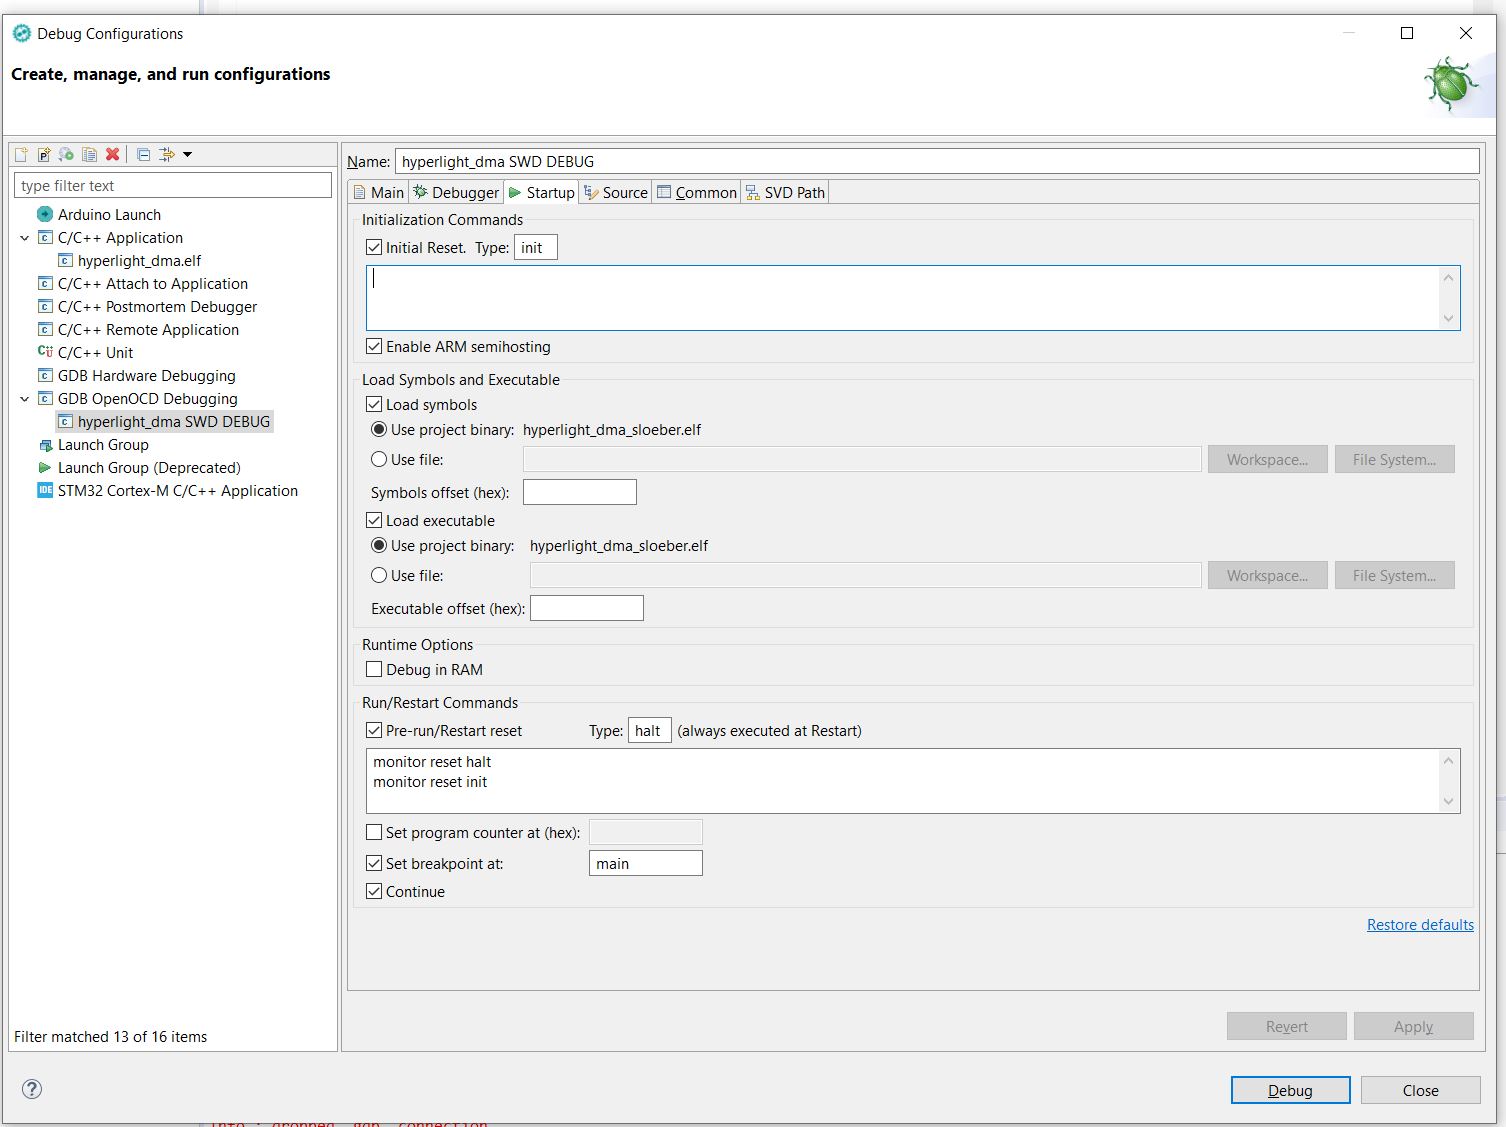 Debug Configurations
Create, manage, and run configurations
type filter text
Arduino Launch
C/C++ Application
hyperlight_dma.elf
C/C++ Attach to Application
C/C++ Postmortem Debugger
C/C++ Remote Application
C/C++ Unit
GDB Hardware Debugging
GDB OpenOCD Debugging
hyperlight_dma SWD DEBUG
Launch Group
Launch Group (Deprecated)
IDE STM32 Cortex-M C/C++ Application
Filter matched 13 of 16 items
Name: hyperlight_dma SWD DEBUG
Main Debugger Startup Source Common SVD Path
Initialization Commands
Initial Reset. Type: init
Enable ARM semihosting
Load Symbols and Executable
Load symbols
Use project binary: hyperlight_dma_sloeber.elf
Use file: Workspace... File System...
Symbols offset (hex):
Load executable
Use project binary: hyperlight_dma_sloeber.elf
Use file: Workspace... File System...
Executable offset (hex):
Runtime Options
Debug in RAM
Run/Restart Commands
Pre-run/Restart reset Type: halt (always executed at Restart)
monitor reset halt
monitor reset init
Set program counter at (hex):
Set breakpoint at: main
Continue
Restore defaults
Revert Apply
Debug Close